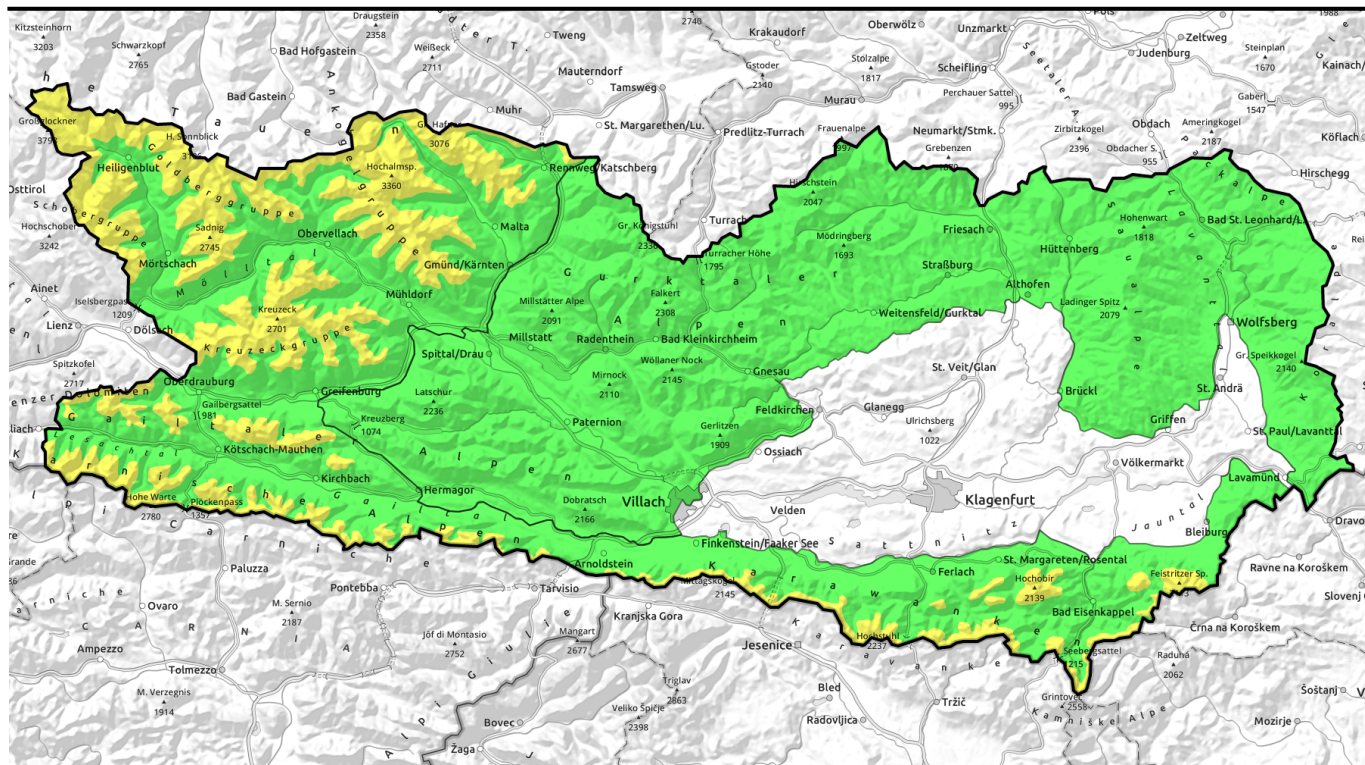 Kitzsteinhorn
3203
Schwarzkopf
2765
Bad Hofgastein
Draugstein
2358
Weißeck
2711
Tweng
2740
Krakaudorf
Oberwölz
Unzmarkt
Zeltweg
Judenburg
1988
Steinplan
1670
Kainach/
Mauterndorf
Tamsweg
Gstoder
2140
Stolzalpe
1817
Scheifling
Bad Gastein
Muhr
Murau
Perchauer Sattel
995
Gaberl
1547
St. Margarethen/Lu.
Predlitz-Turrach
Frauenalpe
1997
Neumarkt/Stmk.
Zirbitzkogel
2396
Obdach
Obdacher S.
955
Ameringkogel
2187
Köflach
Großglockner
H. Sonnblick
Gr. Hafner
3076
Grebenzen
Heiligenblut
Hochalmsp.
3360
Rennweg/Katschberg
Hirschegg
Osttirol
Schobergruppe
Goldberggruppe
Ankogelgruppe
Hochschober
3242
Sadnig
2745
Obervellach
Malta
Gr. Königstuhl
2336
Turrach
Hirschstein
2047
Friesach
Hohenwart
1818
Bad St. Leonhard/L.
Packalpe
Mörtschach
Gmünd/Kärnten
Turracher Höhe
1795
Mödringberg
1693
Hüttenberg
Mölltal
Gurktaler Alpen
Straßburg
Saualpe
Lavanttal
Ainet
Iselsbergpass
1209
Kreuzeck
2701
Mühldorf
Millstätter Alpe
2091
Falkert
2308
Althofen
Lienz
Dölsach
Kreuzeckgruppe
Millstatt
Radenthein
Bad Kleinkirchheim
Weitensfeld/Gurktal
Ladinger Spitz
2079
Wolfsberg
Spitzkofel
2717
Spittal/Drau
Wöllaner Nock
2145
Gr. Speikkogel
2140
Oberdrauburg
Greifenburg
Latschur
2236
Mirnock
2110
Gnesau
St. Veit/Glan
St. Andrä
Gailbergsattel
981
Kreuzberg
1074
Feldkirchen
Glanegg
Brückl
Griffen
Paternion
Gerlitzen
1909
Ulrichsberg
1022
St. Paul/Lavanttal
Gailtaler Alpen
Lesachtal
Kötschach-Mauthen
Ossiach
Völkermarkt
Kirchbach
Hermagor
Lavamünd
Hohe Warte
2780
Plöckenpass
1357
Karnische
Gailtal
Dobratsch
2166
Villach
Klagenfurt
Velden
Jauntal
Bleiburg
Dravo
Alpi Carniche
Sattnitz
Finkenstein/Faaker See
Arnoldstein
St. Margareten/Rosental
Paluzza
Ferlach
Hochobir
2139
Feistritzer Sp.
Ravne na Koroškem
Pontebba
Tarvisio
Mittagskogel
2145
Karawanken
Bad Eisenkappel
Ovaro
M. Sernio
2187
Kranjska Gora
Črna na Koroškem
Jôf di Montasio
2752
Mangart
2677
Jesenice
Hochstuhl
2237
Karavanke
Seebergsattel
1215
Raduha
2062
Ampezzo
Tolmezzo
Triglav
2863
Bled
Tržič
Grintovec
2558
Šoštanj
M. Verzegnis
1914
Bovec
Veliko Špičje
2398
Radovljica
Kamniške Alpe
Mozirje
Alpi Giulie
Žaga